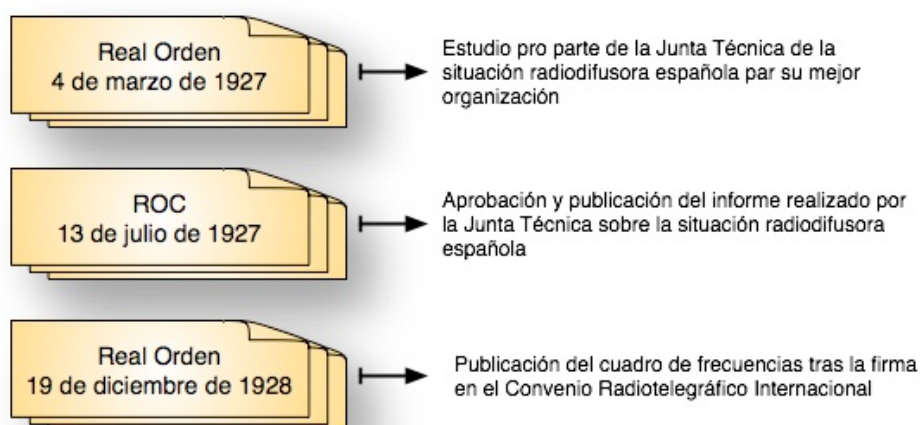 Real Orden
4 de marzo de 1927
Estudio pro parte de la Junta Técnica de la
situación radiodifusora española par su mejor
organización
ROC
13 de julio de 1927
Aprobación y publicación del informe realizado por
la Junta Técnica sobre la situación radiodifusora
española
Real Orden
19 de diciembre de 1928
Publicación del cuadro de frecuencias tras la firma
en el Convenio Radiotelegráfico Internacional